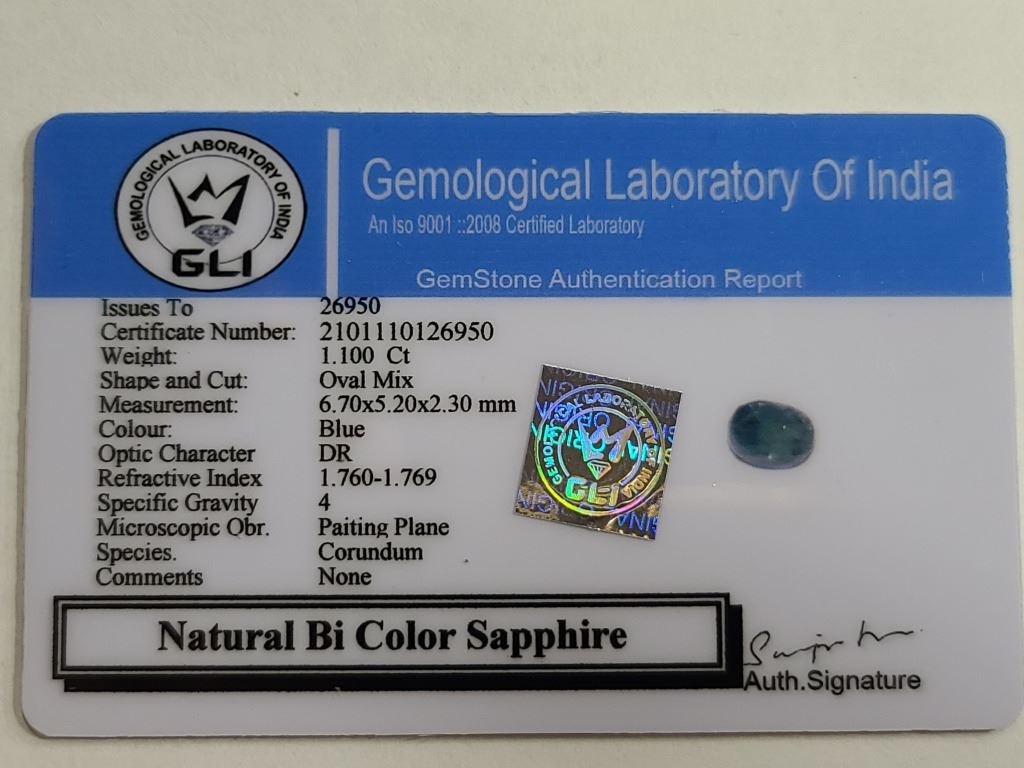 GEMOLOGICAL LABORATORY OF INDIA
GLI
Gemological Laboratory Of India
An Iso 9001 ::2008 Certified Laboratory
GemStone Authentication Report
Issues To 26950
Certificate Number: 2101110126950
Weight: 1.100 Ct
Shape and Cut: Oval Mix
Measurement: 6.70x5.20x2.30 mm
Colour: Blue
Optic Character DR
Refractive Index 1.760-1.769
Specific Gravity 4
Microscopic Obr. Paiting Plane
Species. Corundum
Comments None
GLI
Natural Bi Color Sapphire
Auth.Signature